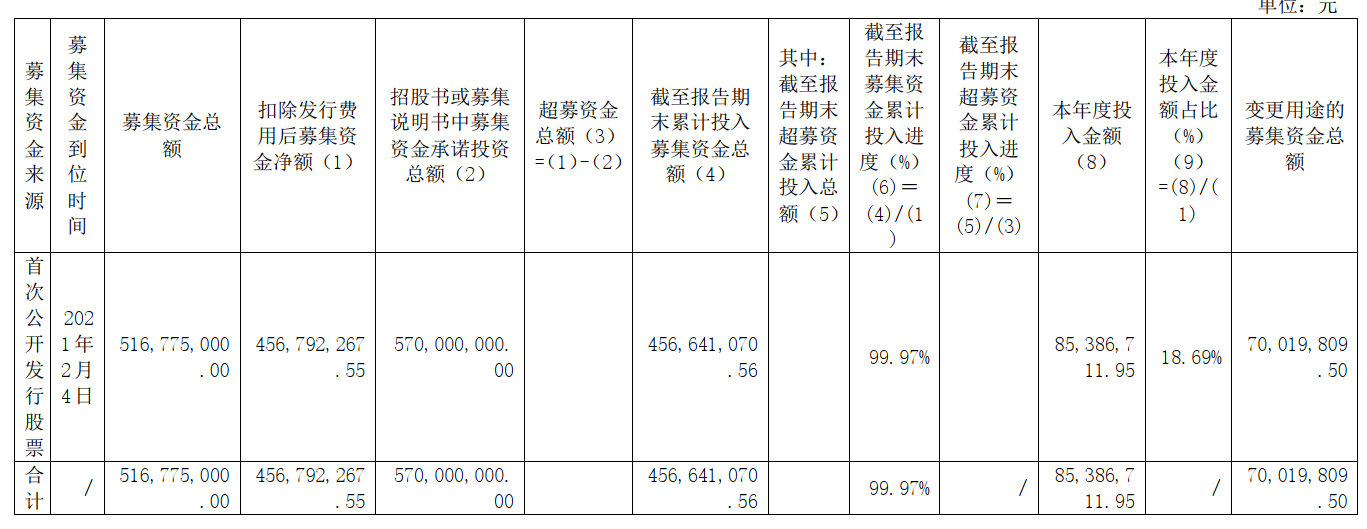 单位：元
募
集
资
金
来
源
募
集
资
金
到
位
时
间
募集资金总
额
扣除发行费
用后募集资
金净额（1）
招股书或募集
说明书中募集
资金承诺投资
总额（2）
超募资金
总额（3）
=(1)-(2)
截至报告期
末累计投入
募集资金总
额（4）
其中：
截至报
告期末
超募资
金累计
投入总
额（5）
截至报
告期末
募集资
金累计
投入进
度（%）
(6)＝
(4)/(1
)
截至报
告期末
超募资
金累计
投入进
度（%）
(7)＝
(5)/(3)
本年度投
入金额
（8）
本年度
投入金
额占比
（%）
（9）
=(8)/(
1)
变更用途的
募集资金总
额
首
次
公
开
发
行
股
票
202
1年
2月
4日
516,775,000
.00
456,792,267
.55
570,000,000.
00
456,641,070
.56
99.97%
85,386,7
11.95
18.69%
70,019,809
.50
合
计
/
516,775,000
.00
456,792,267
.55
570,000,000.
00
456,641,070
.56
99.97%
/
85,386,7
11.95
/
70,019,809
.50